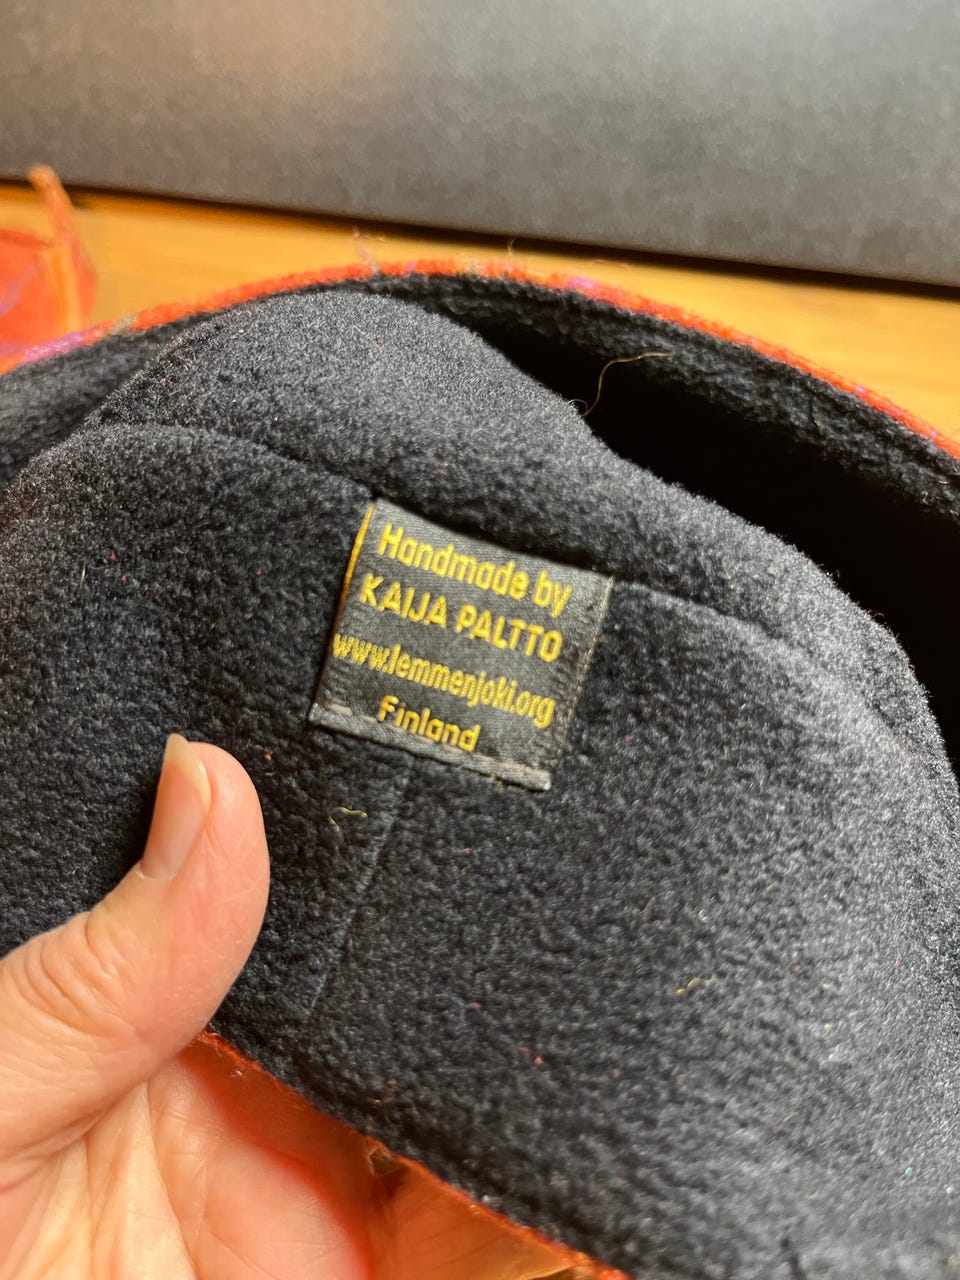 Handmade by
KAIJA PALTTO
www.lemmenjoki.org
Finland